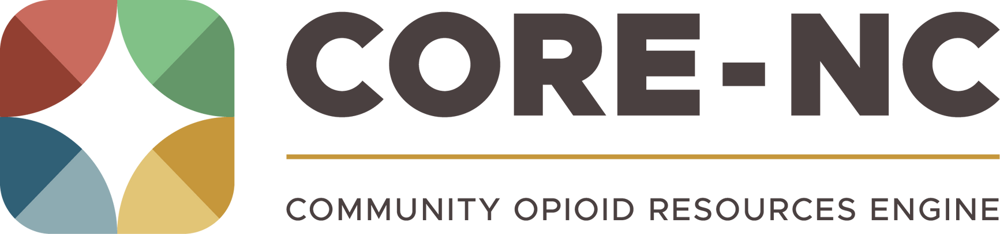 CORE-NC
COMMUNITY OPIOID RESOURCES ENGINE